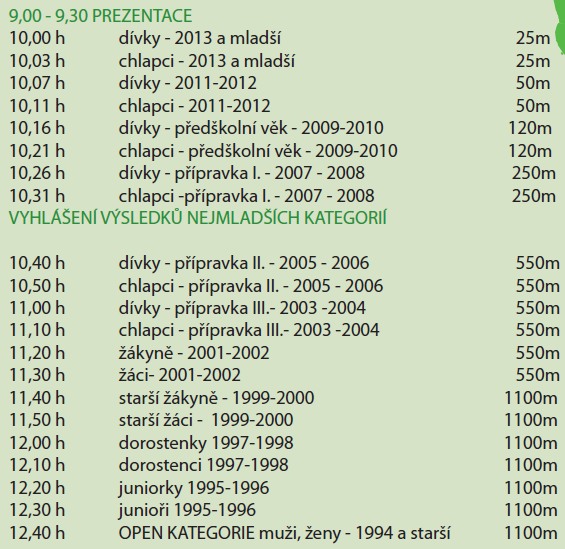 9,00 - 9,30 PREZENTACE
10,00 h dívky - 2013 a mladší 25m
10,03 h chlapci - 2013 a mladší 25m
10,07 h dívky - 2011-2012 50m
10,11 h chlapci - 2011-2012 50m
10,16 h dívky - předškolní věk - 2009-2010 120m
10,21 h chlapci - předškolní věk - 2009-2010 120m
10,26 h dívky - přípravka I. - 2007 - 2008 250m
10,31 h chlapci -přípravka I. - 2007 - 2008 250m
VYHLÁŠENÍ VÝSLEDKŮ NEJMLADŠÍCH KATEGORIÍ
10,40 h dívky - přípravka II. - 2005 - 2006 550m
10,50 h chlapci - přípravka II. - 2005 - 2006 550m
11,00 h dívky - přípravka III.- 2003 -2004 550m
11,10 h chlapci - přípravka III.- 2003 -2004 550m
11,20 h žákyně - 2001-2002 550m
11,30 h žáci- 2001-2002 550m
11,40 h starší žákyně - 1999-2000 1100m
11,50 h starší žáci - 1999-2000 1100m
12,00 h dorostenky 1997-1998 1100m
12,10 h dorostenci 1997-1998 1100m
12,20 h juniorky 1995-1996 1100m
12,30 h junioři 1995-1996 1100m
12,40 h OPEN KATEGORIE muži, ženy - 1994 a starší 1100m